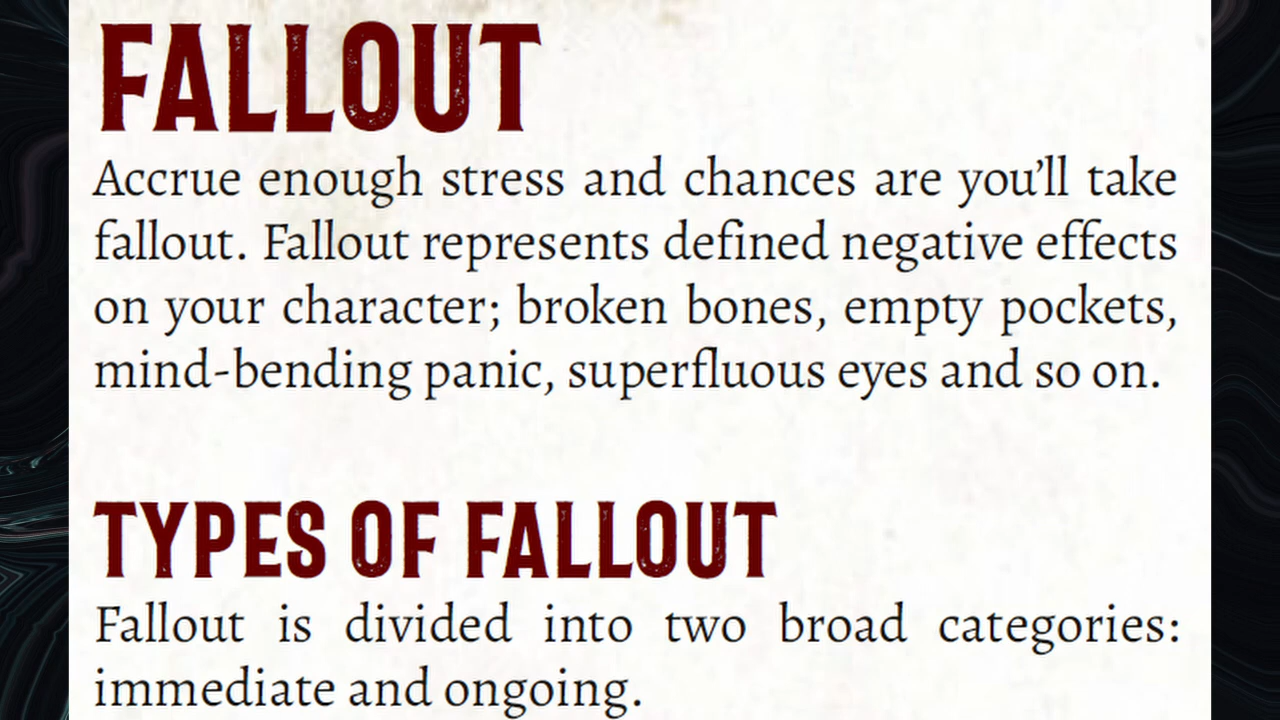 FALLOUT
Accrue enough stress and chances are you’ll take
fallout. Fallout represents defined negative effects
on your character; broken bones, empty pockets,
mind-bending panic, superfluous eyes and so on.
TYPES OF FALLOUT
Fallout is divided into two broad categories:
immediate and ongoing.